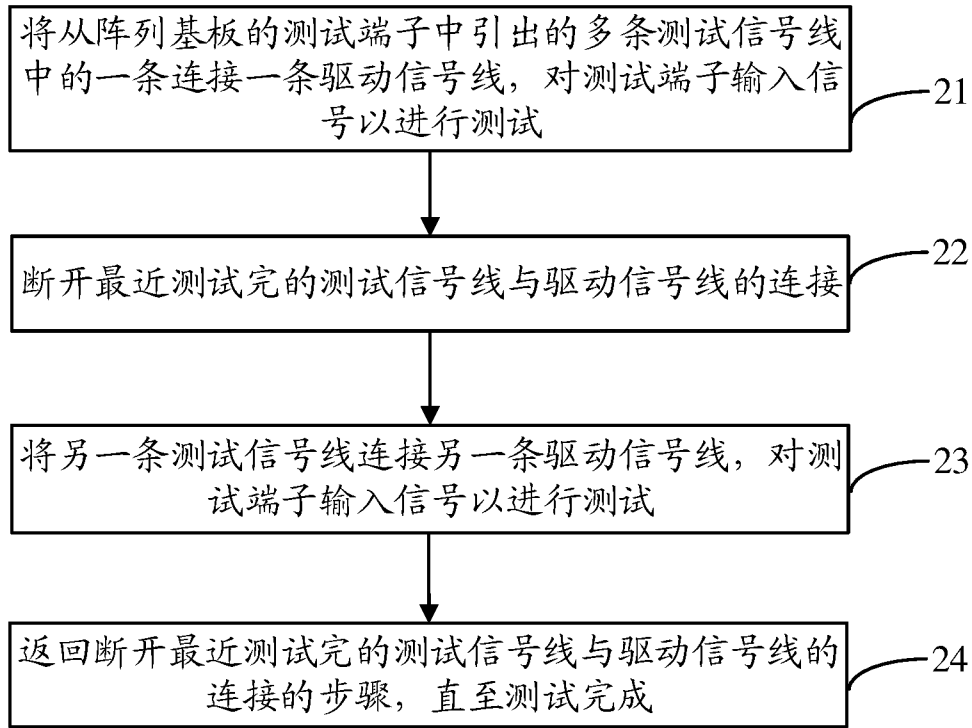 将从阵列基板的测试端子中引出的多条测试信号线
中的一条连接一条驱动信号线，对测试端子输入信
号以进行测试
21
断开最近测试完的测试信号线与驱动信号线的连接
22
将另一条测试信号线连接另一条驱动信号线，对测
试端子输入信号以进行测试
23
返回断开最近测试完的测试信号线与驱动信号线的
连接的步骤，直至测试完成
24